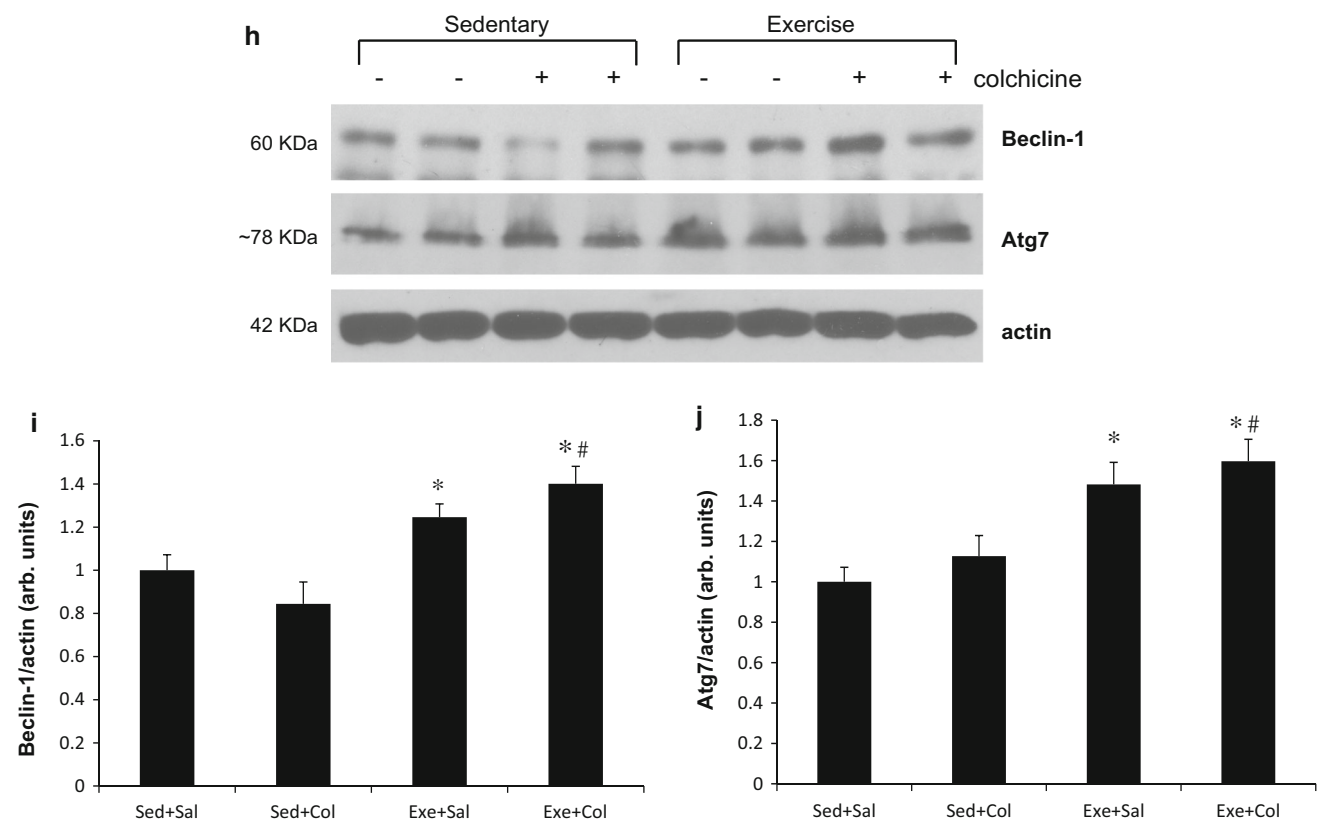 h
Sedentary Exercise
- - + + - - + + colchicine
60 KDa Beclin-1
~78 KDa Atg7
42 KDa actin
i
Beclin-1/actin (arb. units)
1.6
* #
1.4
*
1.2
1
0.8
0.6
0.4
0.2
0
Sed+Sal Sed+Col Exe+Sal Exe+Col
j
Atg7/actin (arb. units)
1.8
* #
1.6
*
1.4
1.2
1
0.8
0.6
0.4
0.2
0
Sed+Sal Sed+Col Exe+Sal Exe+Col